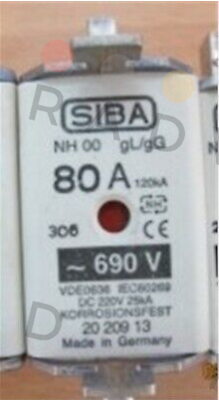 SIBA
NH 00 gL/gG
80 A 120kA
306 CE
~ 690 V
VDE0636 IEC60269
DC 220V 25kA
KORROSIONSFEST
20 209 13
Made in Germany